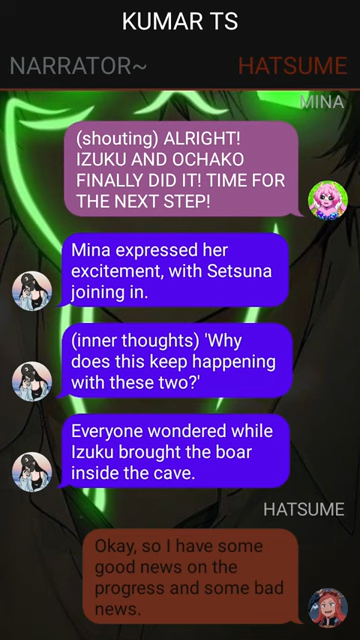 KUMAR TS
NARRATOR~ HATSUME
MINA
(shouting) ALRIGHT!
IZUKU AND OCHAKO
FINALLY DID IT! TIME FOR
THE NEXT STEP!
Mina expressed her
excitement, with Setsuna
joining in.
(inner thoughts) 'Why
does this keep happening
with these two?'
Everyone wondered while
Izuku brought the boar
inside the cave.
HATSUME
Okay, so I have some
good news on the
progress and some bad
news.